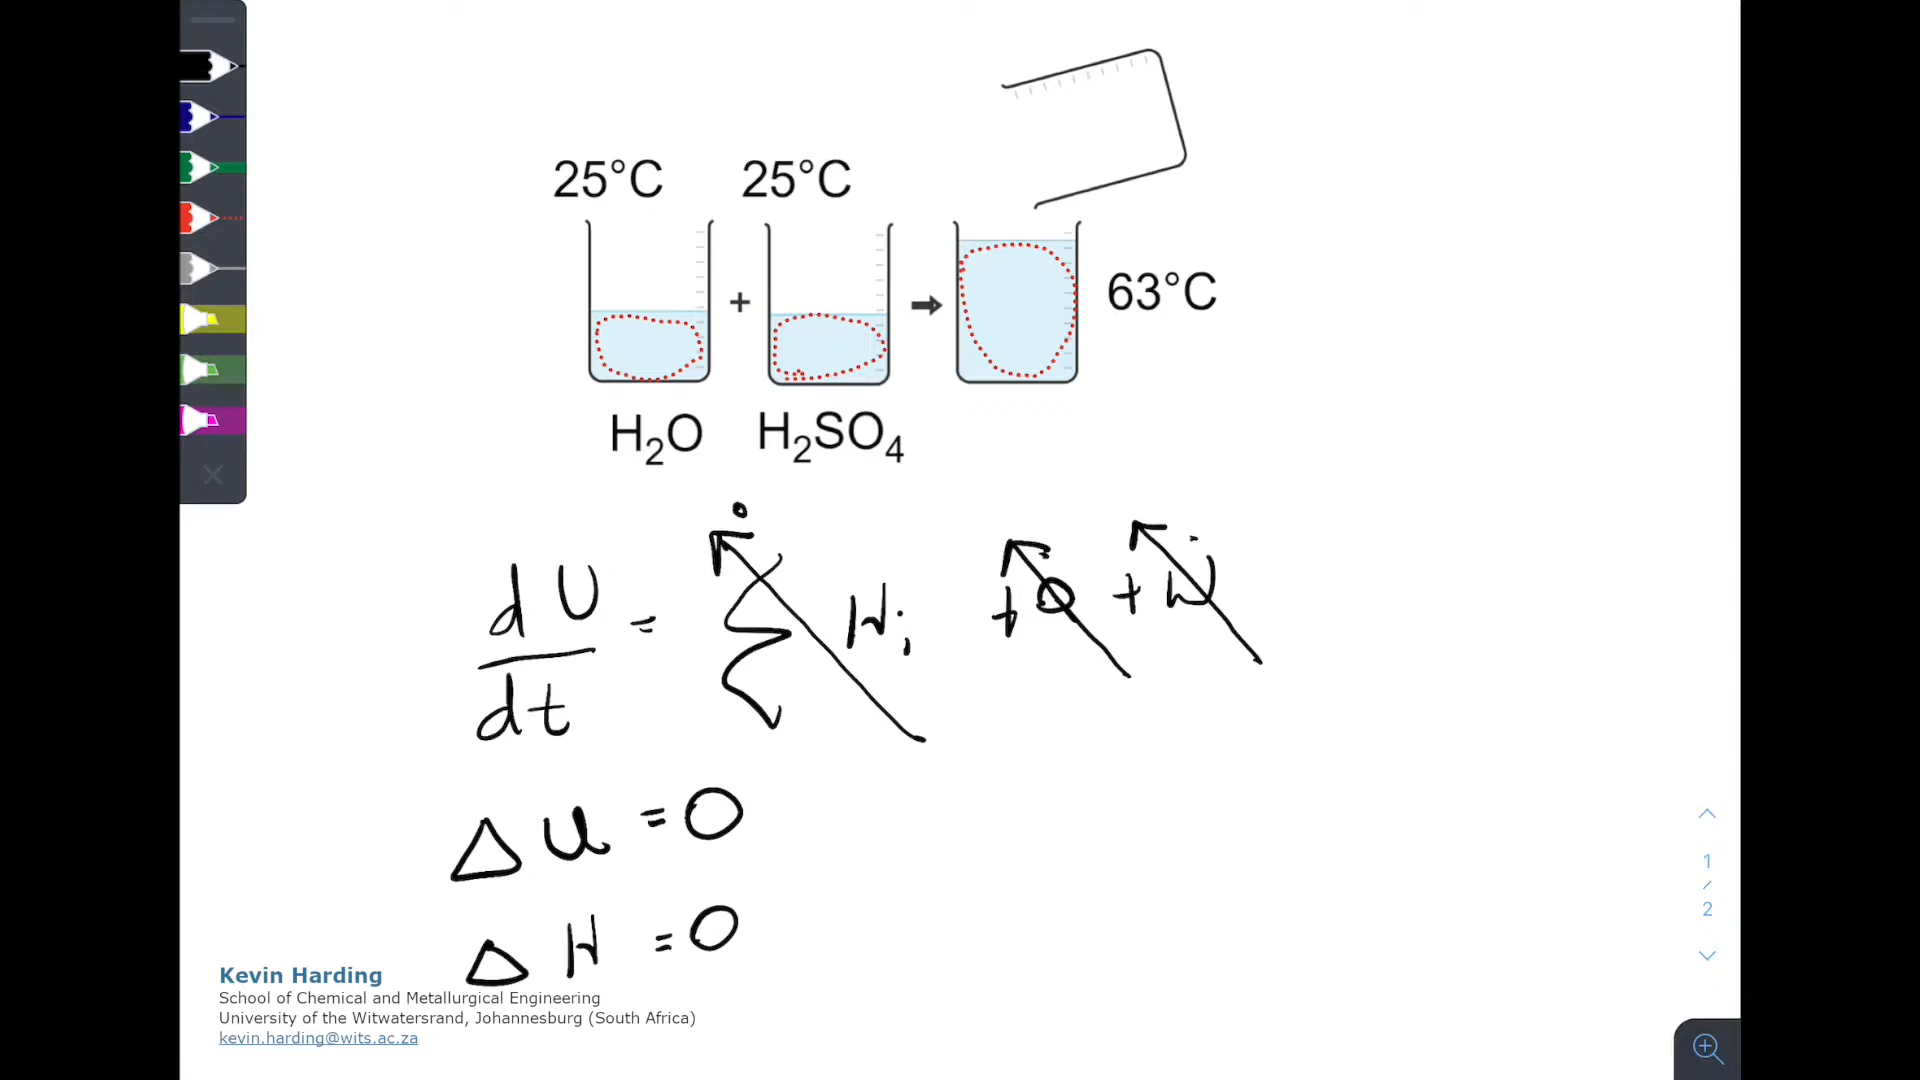 25°C 25°C
+ → 63°C
H₂O H₂SO₄
dU/dt = Σ Ḣᵢ + Q + Ẇ
ΔU = 0
ΔH = 0
Kevin Harding
School of Chemical and Metallurgical Engineering
University of the Witwatersrand, Johannesburg (South Africa)
kevin.harding@wits.ac.za
1
/
2